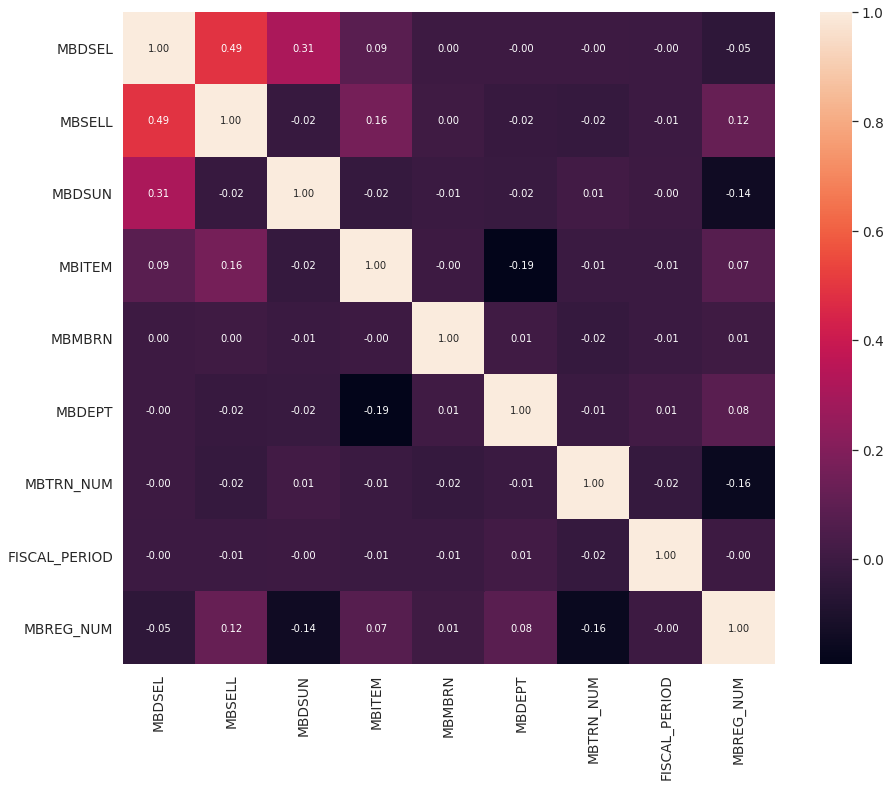 MBDSEL 1.00 0.49 0.31 0.09 0.00 -0.00 -0.00 -0.00 -0.05
MBSELL 0.49 1.00 -0.02 0.16 0.00 -0.02 -0.02 -0.01 0.12
MBDSUN 0.31 -0.02 1.00 -0.02 -0.01 -0.02 0.01 -0.00 -0.14
MBITEM 0.09 0.16 -0.02 1.00 -0.00 -0.19 -0.01 -0.01 0.07
MBMBRN 0.00 0.00 -0.01 -0.00 1.00 0.01 -0.02 -0.01 0.01
MBDEPT -0.00 -0.02 -0.02 -0.19 0.01 1.00 -0.01 0.01 0.08
MBTRN_NUM -0.00 -0.02 0.01 -0.01 -0.02 -0.01 1.00 -0.02 -0.16
FISCAL_PERIOD -0.00 -0.01 -0.00 -0.01 -0.01 0.01 -0.02 1.00 -0.00
MBREG_NUM -0.05 0.12 -0.14 0.07 0.01 0.08 -0.16 -0.00 1.00
MBDSEL
MBSELL
MBDSUN
MBITEM
MBMBRN
MBDEPT
MBTRN_NUM
FISCAL_PERIOD
MBREG_NUM
1.0
0.8
0.6
0.4
0.2
0.0